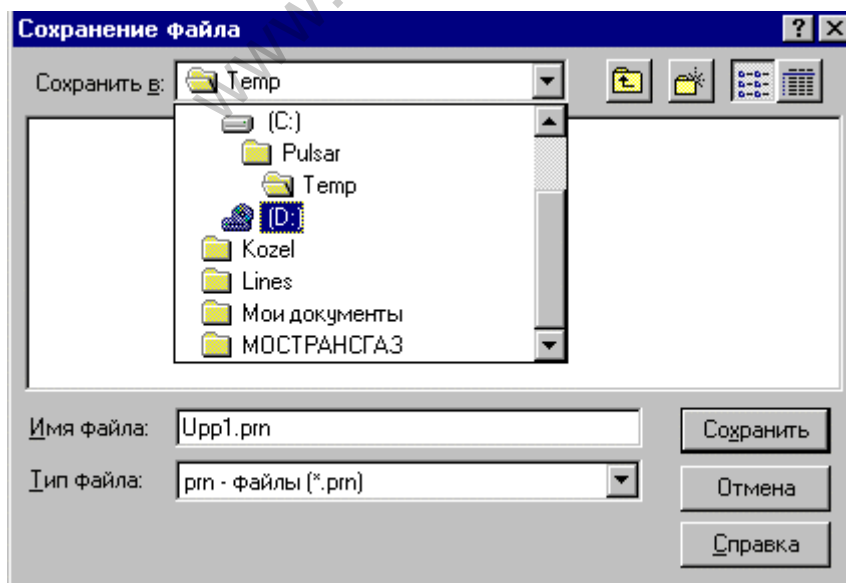 www.
Сохранение файла
Сохранить в:
Temp
(C:)
Pulsar
Temp
(D:)
Kozel
Lines
Мои документы
МОСТРАНСГАЗ
Имя файла:
Upp1.prn
Сохранить
Тип файла:
prn - файлы (*.prn)
Отмена
Справка